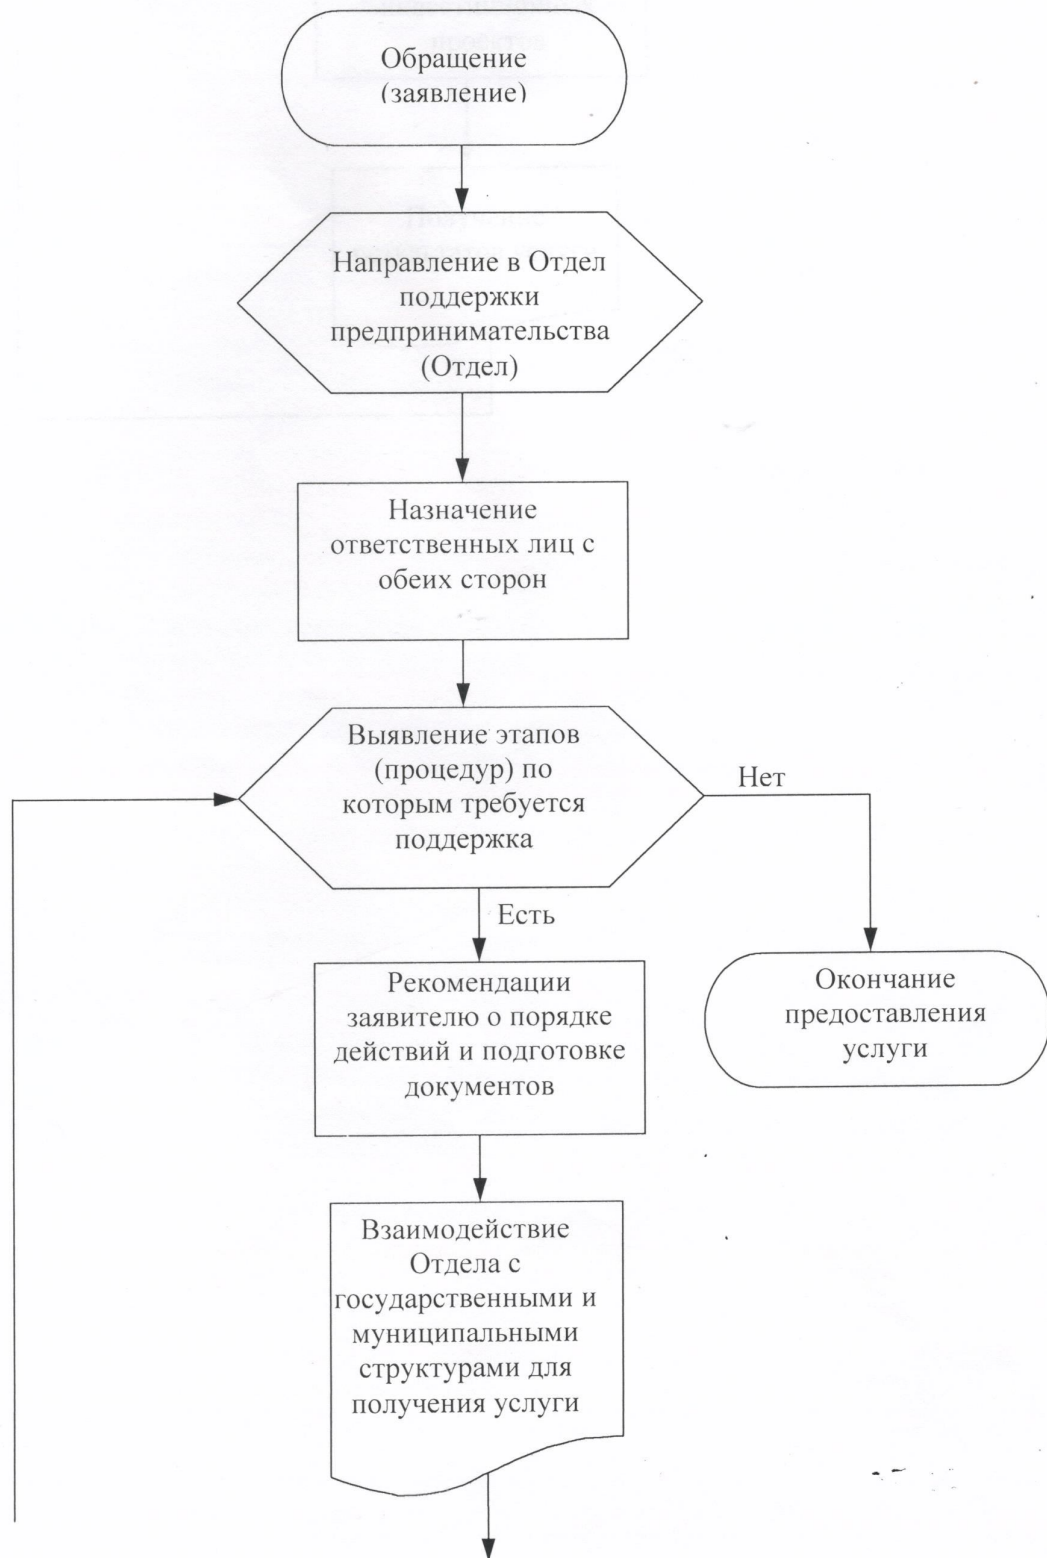 Обращение
(заявление)
Направление в Отдел
поддержки
предпринимательства
(Отдел)
Назначение
ответственных лиц с
обеих сторон
Выявление этапов
(процедур) по
которым требуется
поддержка
Нет
Есть
Рекомендации
заявителю о порядке
действий и подготовке
документов
Окончание
предоставления
услуги
Взаимодействие
Отдела с
государственными и
муниципальными
структурами для
получения услуги